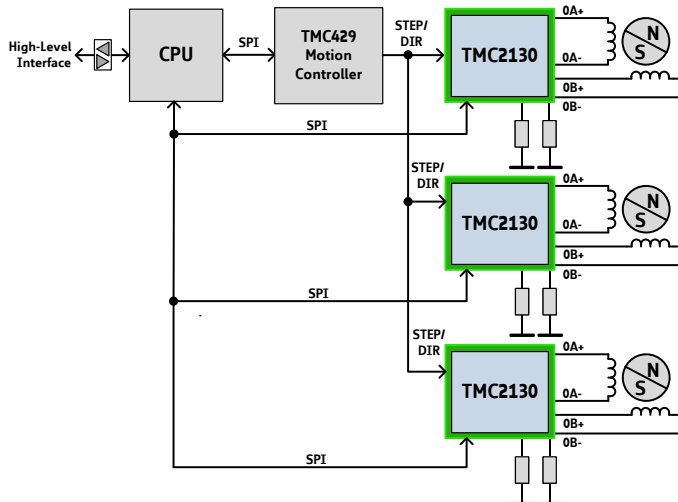 High-Level
Interface
CPU
SPI
TMC429
Motion
Controller
STEP/
DIR
TMC2130
0A+
0A-
0B+
0B-
N
S
SPI
STEP/
DIR
TMC2130
0A+
0A-
0B+
0B-
N
S
SPI
STEP/
DIR
TMC2130
0A+
0A-
0B+
0B-
N
S
SPI